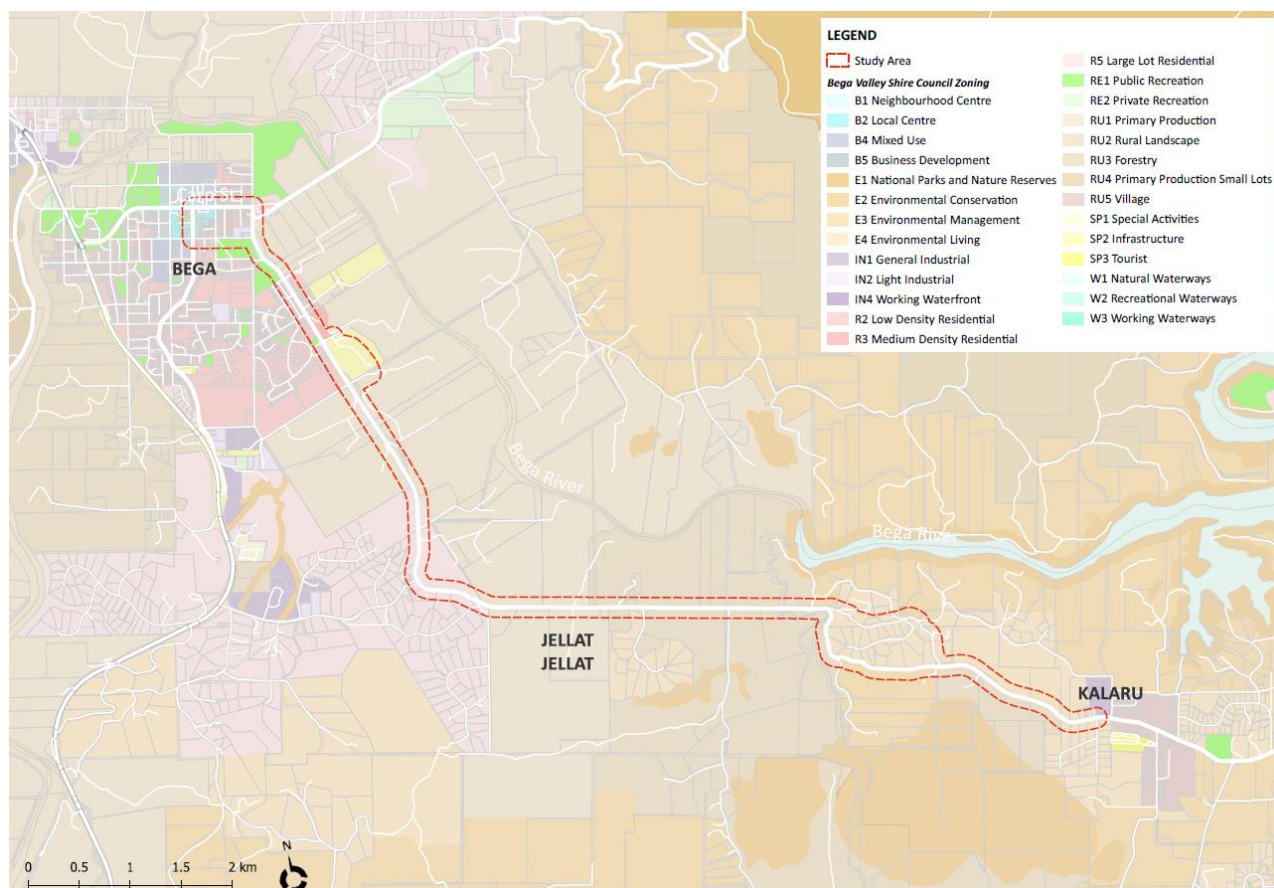 LEGEND
Study Area
Bega Valley Shire Council Zoning
B1 Neighbourhood Centre
B2 Local Centre
B4 Mixed Use
B5 Business Development
E1 National Parks and Nature Reserves
E2 Environmental Conservation
E3 Environmental Management
E4 Environmental Living
IN1 General Industrial
IN2 Light Industrial
IN4 Working Waterfront
R2 Low Density Residential
R3 Medium Density Residential
R5 Large Lot Residential
RE1 Public Recreation
RE2 Private Recreation
RU1 Primary Production
RU2 Rural Landscape
RU3 Forestry
RU4 Primary Production Small Lots
RU5 Village
SP1 Special Activities
SP2 Infrastructure
SP3 Tourist
W1 Natural Waterways
W2 Recreational Waterways
W3 Working Waterways
BEGA
Bega River
Bega River
JELLAT
JELLAT
KALARU
N
0 0.5 1 1.5 2 km